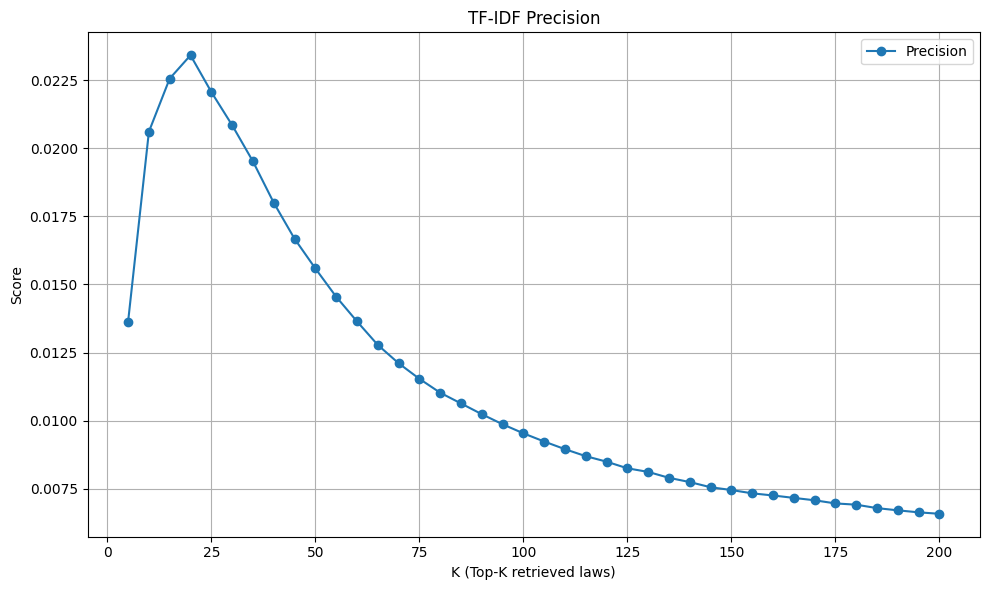 TF-IDF Precision
Precision
Score
0.0225
0.0200
0.0175
0.0150
0.0125
0.0100
0.0075
0 25 50 75 100 125 150 175 200
K (Top-K retrieved laws)